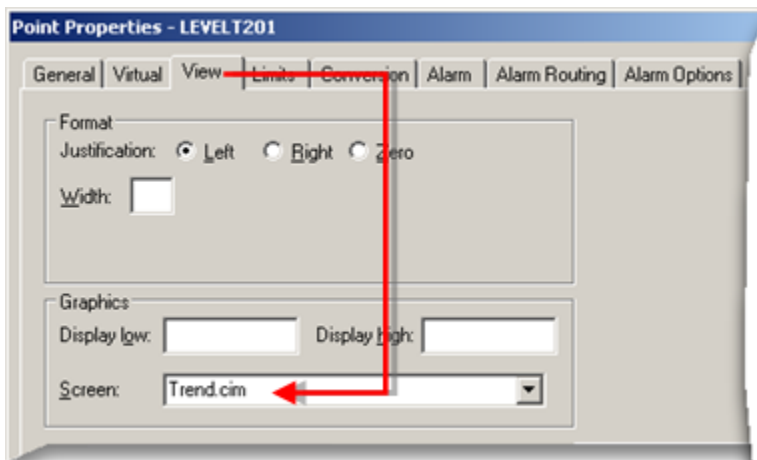 Point Properties - LEVELT201
General Virtual View Limits Conversion Alarm Alarm Routing Alarm Options
Format
Justification: Left Right Zero
Width:
Graphics
Display low: Display high:
Screen: Trend.cim